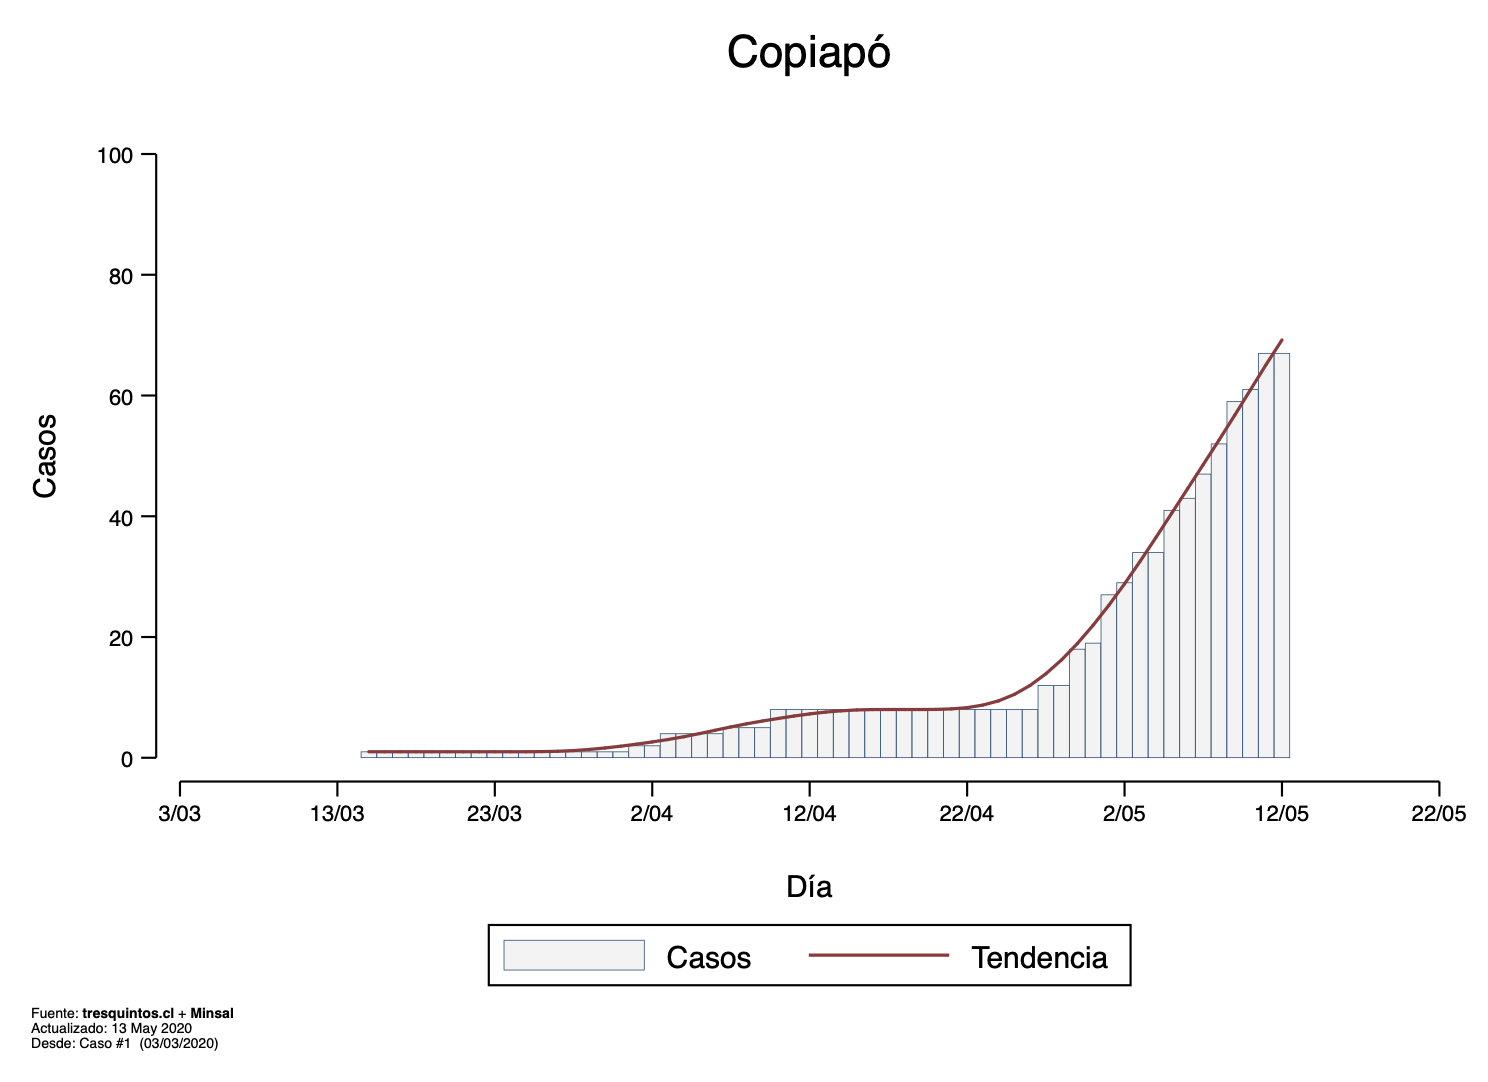 Copiapó
100
80
60
40
20
0
Casos
3/03 13/03 23/03 2/04 12/04 22/04 2/05 12/05 22/05
Día
Casos Tendencia
Fuente: tresquintos.cl + Minsal
Actualizado: 13 May 2020
Desde: Caso #1 (03/03/2020)